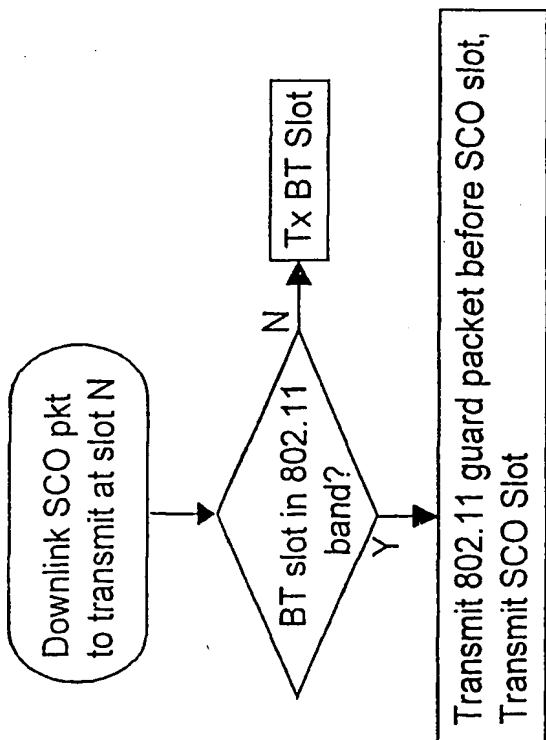 Downlink SCO pkt
to transmit at slot N
BT slot in 802.11
band?
N
Tx BT Slot
Y
Transmit 802.11 guard packet before SCO slot,
Transmit SCO Slot